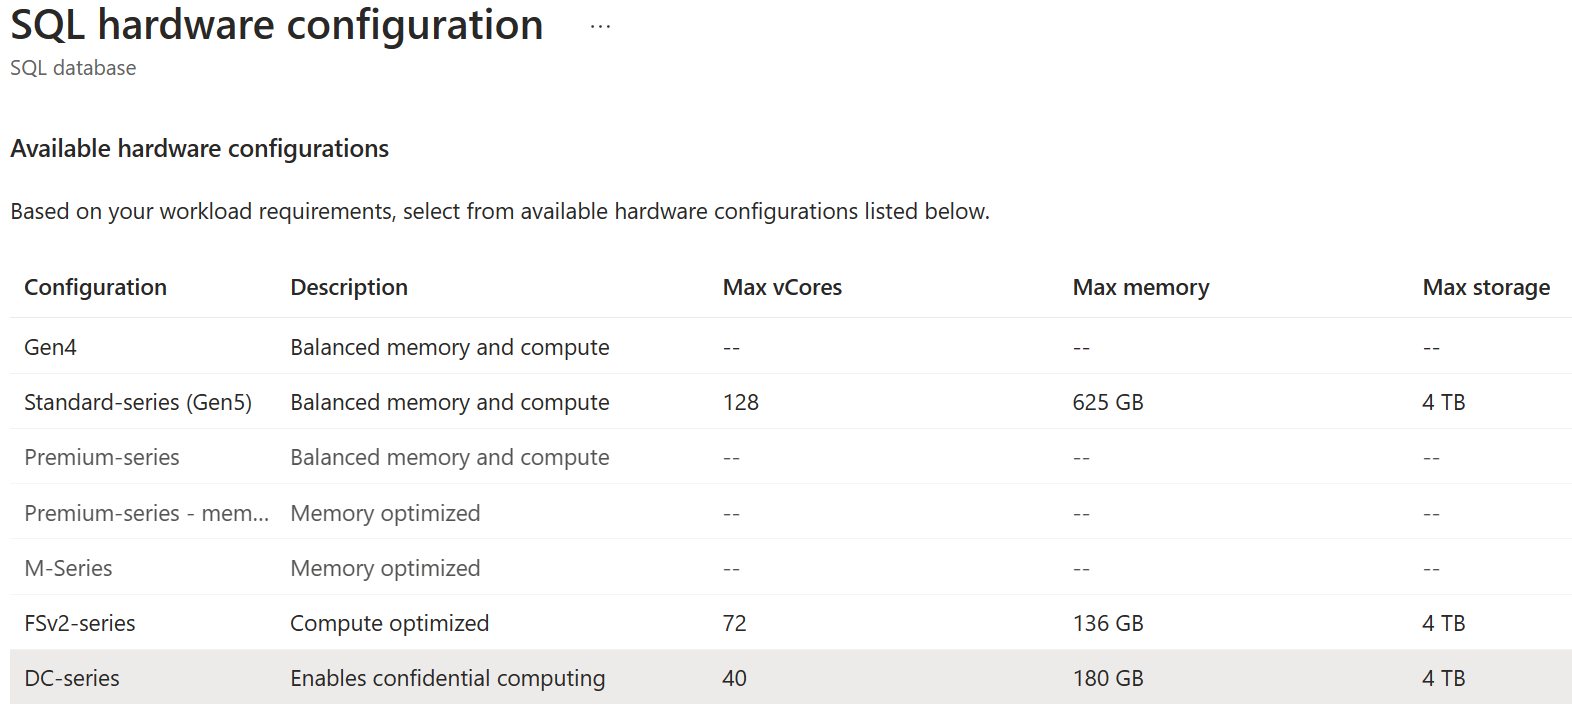 SQL hardware configuration ...
SQL database
Available hardware configurations
Based on your workload requirements, select from available hardware configurations listed below.
Configuration Description Max vCores Max memory Max storage
Gen4 Balanced memory and compute -- -- --
Standard-series (Gen5) Balanced memory and compute 128 625 GB 4 TB
Premium-series Balanced memory and compute -- -- --
Premium-series - mem... Memory optimized -- -- --
M-Series Memory optimized -- -- --
FSv2-series Compute optimized 72 136 GB 4 TB
DC-series Enables confidential computing 40 180 GB 4 TB